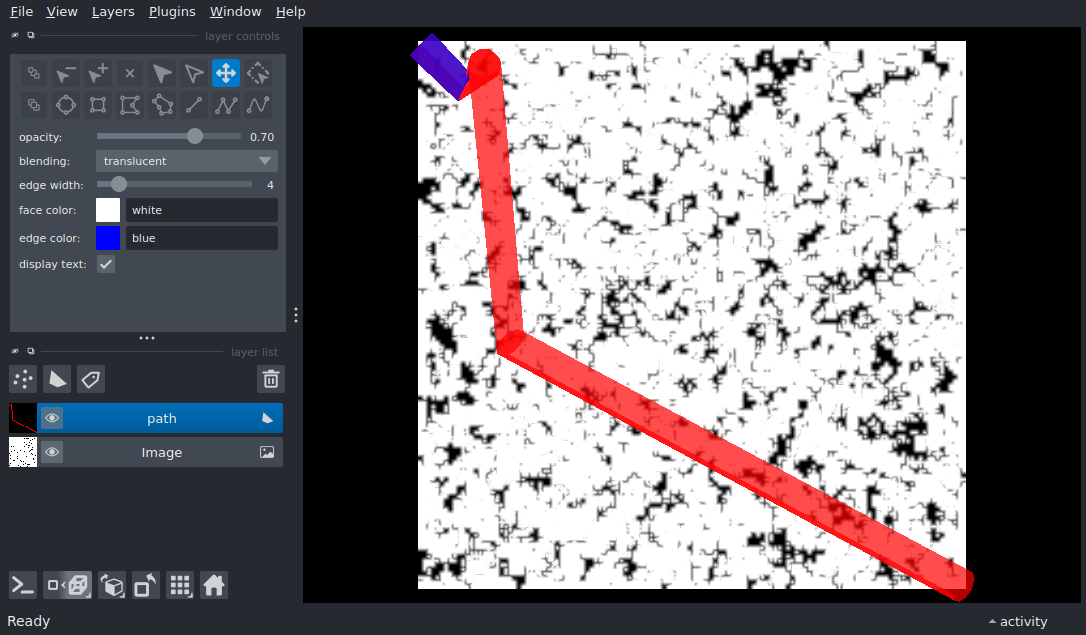 File View Layers Plugins Window Help
layer controls
opacity: 0.70
blending: translucent
edge width: 4
face color: white
edge color: blue
display text:
layer list
path
Image
Ready
activity